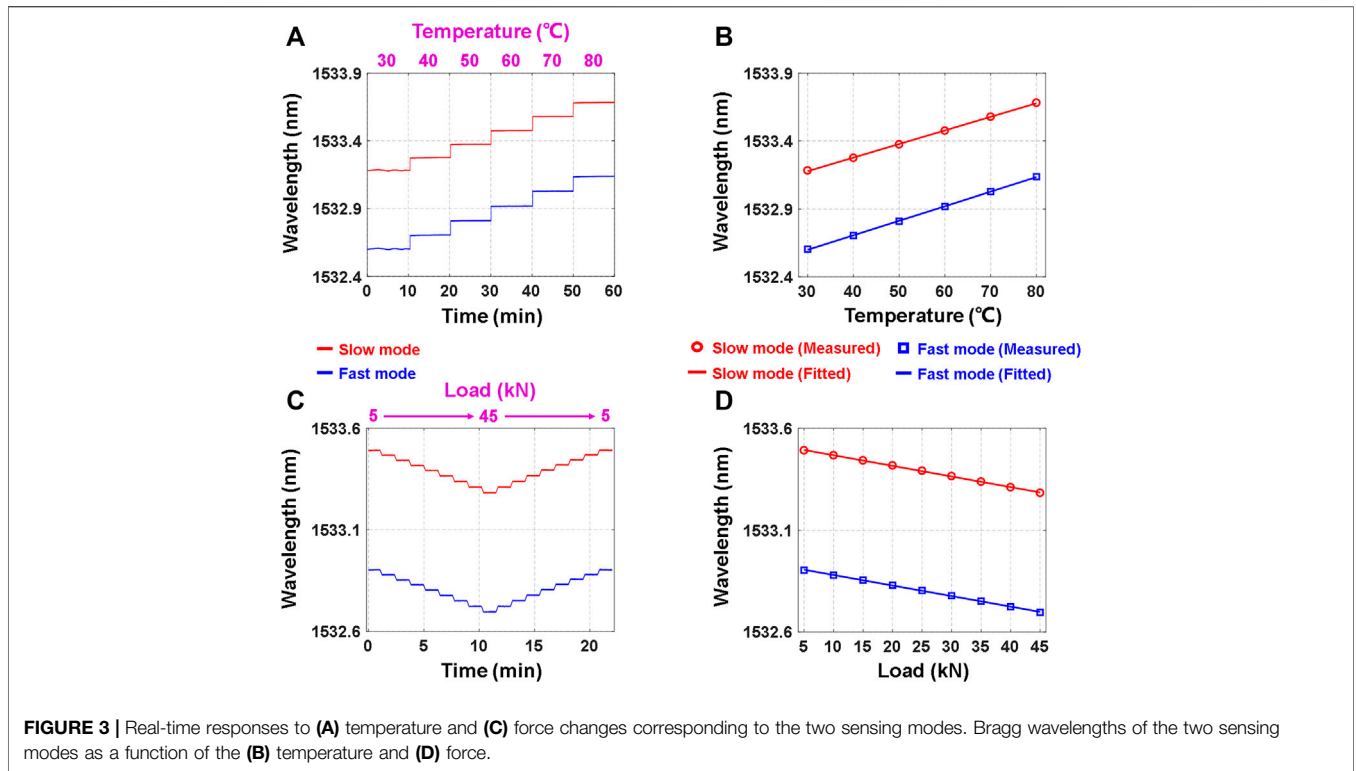 A
Temperature (℃)
30 40 50 60 70 80
1533.9
1533.4
1532.9
1532.4
Wavelength (nm)
0 10 20 30 40 50 60
Time (min)
Slow mode
Fast mode
B
1533.9
1533.4
1532.9
1532.4
Wavelength (nm)
30 40 50 60 70 80
Temperature (℃)
Slow mode (Measured) Fast mode (Measured)
Slow mode (Fitted) Fast mode (Fitted)
C
Load (kN)
5 45 5
1533.6
1533.1
1532.6
Wavelength (nm)
0 5 10 15 20
Time (min)
D
1533.6
1533.1
1532.6
Wavelength (nm)
5 10 15 20 25 30 35 40 45
Load (kN)
FIGURE 3 | Real-time responses to (A) temperature and (C) force changes corresponding to the two sensing modes. Bragg wavelengths of the two sensing
modes as a function of the (B) temperature and (D) force.